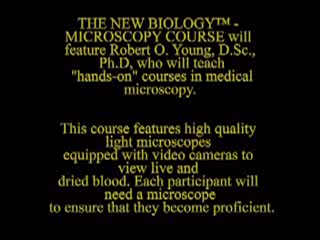 THE NEW BIOLOGY™ -
MICROSCOPY COURSE will
feature Robert O. Young, D.Sc.,
Ph.D, who will teach
"hands-on" courses in medical
microscopy.
This course features high quality
light microscopes
equipped with video cameras to
view live and
dried blood. Each participant will
need a microscope
to ensure that they become proficient.